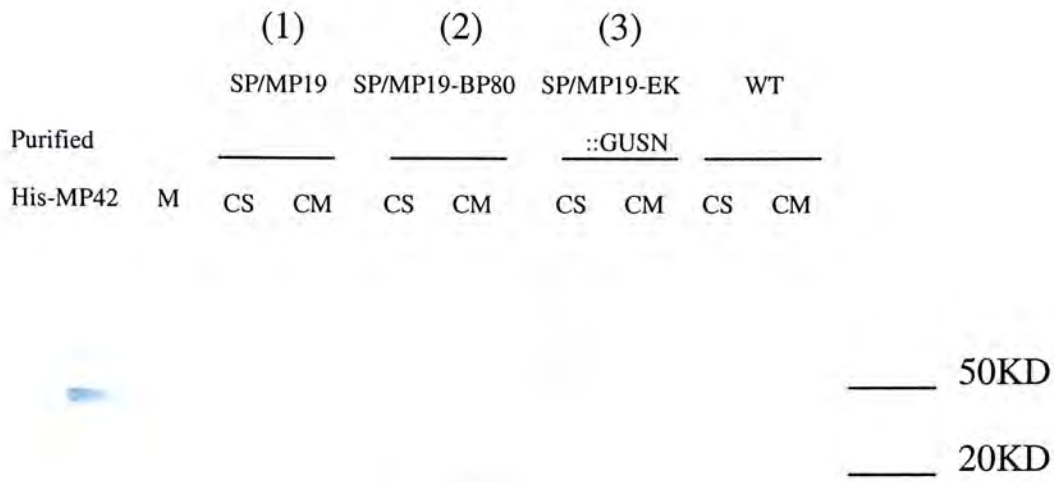 (1) (2) (3)
SP/MP19 SP/MP19-BP80 SP/MP19-EK WT
Purified ::GUSN
His-MP42 M CS CM CS CM CS CM CS CM
50KD
20KD